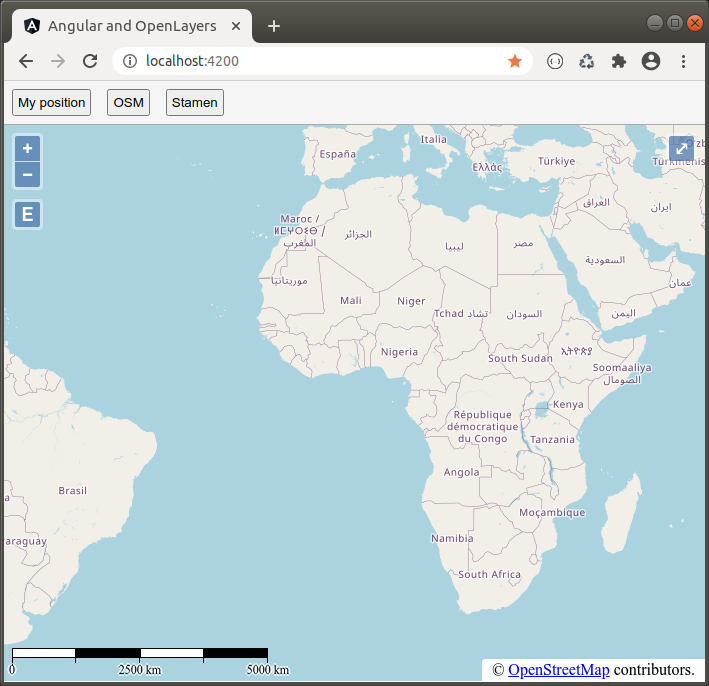 Angular and OpenLayers
localhost:4200
My position
OSM
Stamen
+
−
E
España
Italia
Ελλάς
Türkiye
العراق
ایران
Maroc /
ⵍⵎⵖⵔⵉⴱ /
المغرب
الجزائر
ليبيا
مصر
السعودية
عمان
موريتانيا
Mali
Niger
Tchad تشاد
السودان
اليمن
Nigeria
South Sudan
ኢትዮጵያ
Soomaaliya
الصومال
République
démocratique
du Congo
Kenya
Tanzania
Brasil
Angola
Moçambique
araguay
Namibia
South Africa
0
2500 km
5000 km
© OpenStreetMap contributors.